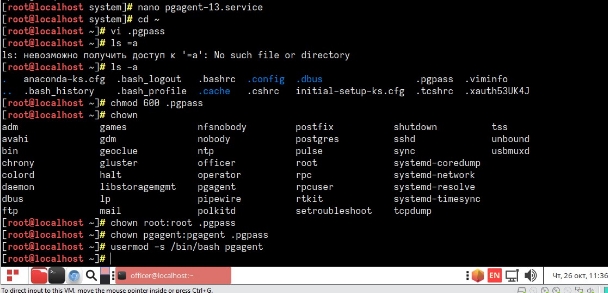 [root@localhost system]# nano pgagent-13.service
[root@localhost system]# cd ~
[root@localhost ~]# vi .pgpass
[root@localhost ~]# ls =a
ls: невозможно получить доступ к '=a': No such file or directory
[root@localhost ~]# ls -a
. anaconda-ks.cfg .bash_logout .bashrc .config .dbus .pgpass .viminfo
.. .bash_history .bash_profile .cache .cshrc initial-setup-ks.cfg .tcshrc .xauth53UK4J
[root@localhost ~]# chmod 600 .pgpass
[root@localhost ~]# chown
adm games nfsnobody postfix shutdown tss
avahi gdm nobody postgres sshd unbound
bin geoclue ntp pulse sync usbmuxd
chrony gluster officer root systemd-coredump
colord halt operator rpc systemd-network
daemon libstoragemgmt pgagent rpcuser systemd-resolve
dbus lp pipewire rtkit systemd-timesync
ftp mail polkitd setroubleshoot tcpdump
[root@localhost ~]# chown root:root .pgpass
[root@localhost ~]# chown pgagent:pgagent .pgpass
[root@localhost ~]# usermod -s /bin/bash pgagent
[root@localhost ~]#
officer@localhost:~ EN Чт, 26 окт, 11:36
To direct input to this VM, move the mouse pointer inside or press Ctrl+G.